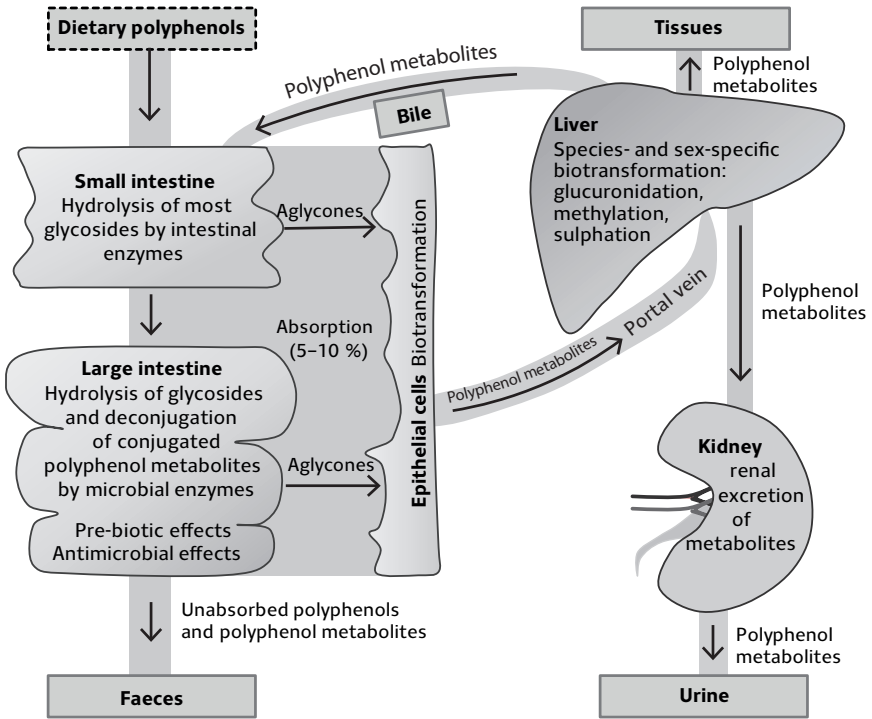 Dietary polyphenols
Tissues
Polyphenol metabolites
Polyphenol
metabolites
Bile
Liver
Species- and sex-specific
biotransformation:
glucuronidation,
methylation,
sulphation
Small intestine
Hydrolysis of most
glycosides by intestinal
enzymes
Aglycones
Epithelial cells Biotransformation
Absorption
(5–10 %)
Portal vein
Polyphenol metabolites
Polyphenol
metabolites
Large intestine
Hydrolysis of glycosides
and deconjugation
of conjugated
polyphenol metabolites
by microbial enzymes
Pre-biotic effects
Antimicrobial effects
Aglycones
Kidney
renal
excretion
of
metabolites
Unabsorbed polyphenols
and polyphenol metabolites
Polyphenol
metabolites
Faeces
Urine